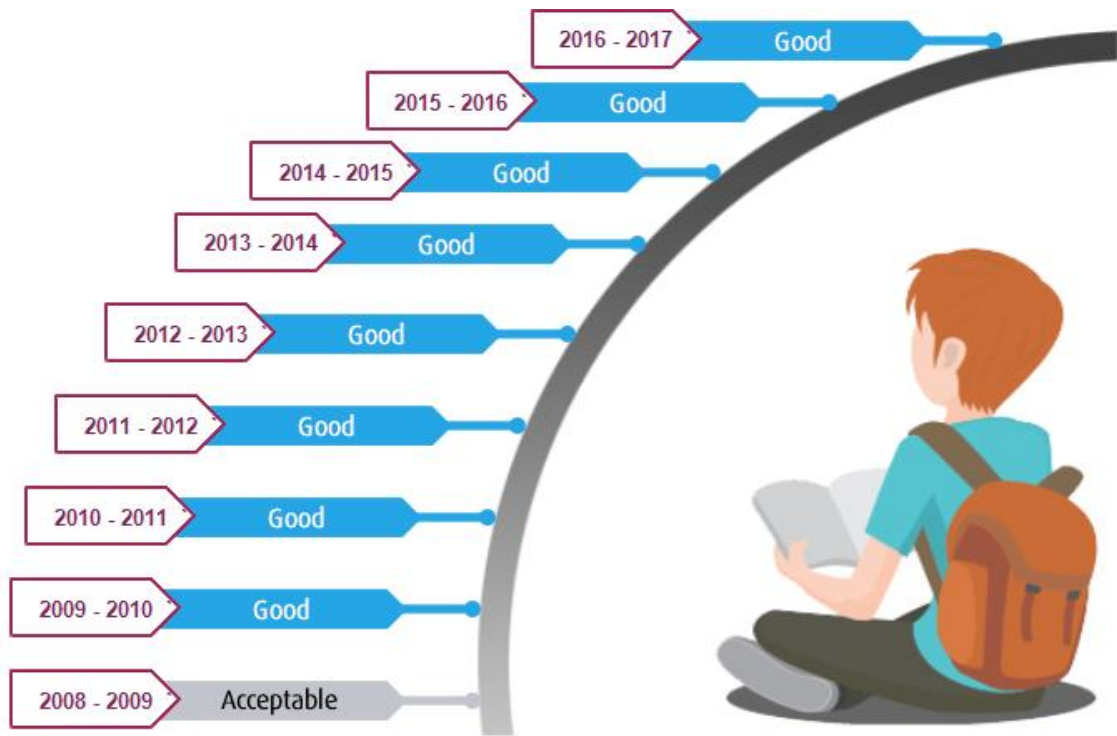 2016 - 2017 Good
2015 - 2016 Good
2014 - 2015 Good
2013 - 2014 Good
2012 - 2013 Good
2011 - 2012 Good
2010 - 2011 Good
2009 - 2010 Good
2008 - 2009 Acceptable